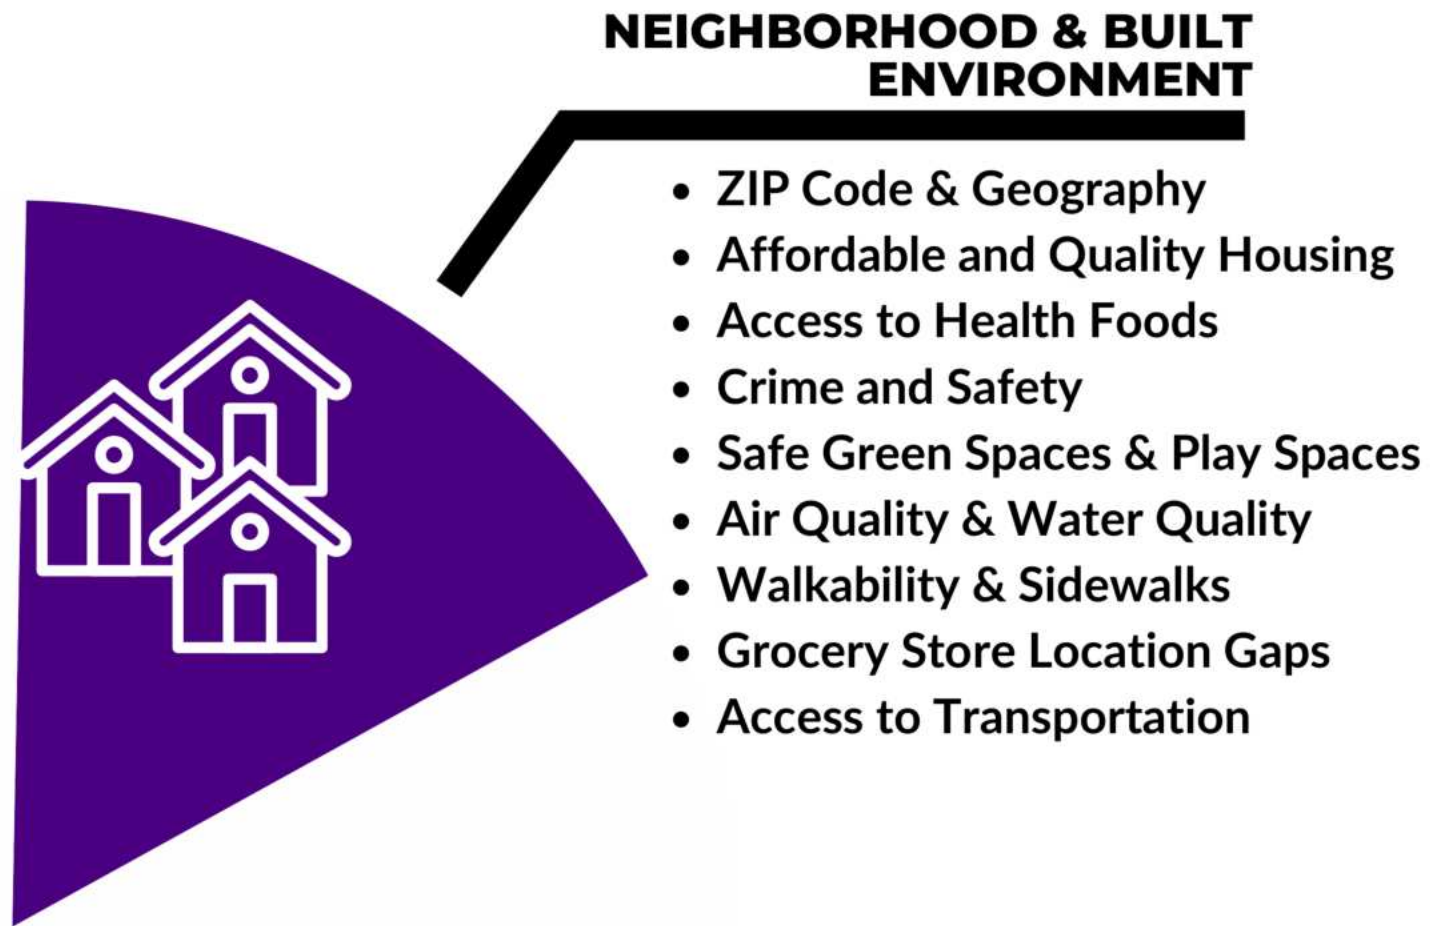 NEIGHBORHOOD & BUILT
ENVIRONMENT
• ZIP Code & Geography
• Affordable and Quality Housing
• Access to Health Foods
• Crime and Safety
• Safe Green Spaces & Play Spaces
• Air Quality & Water Quality
• Walkability & Sidewalks
• Grocery Store Location Gaps
• Access to Transportation